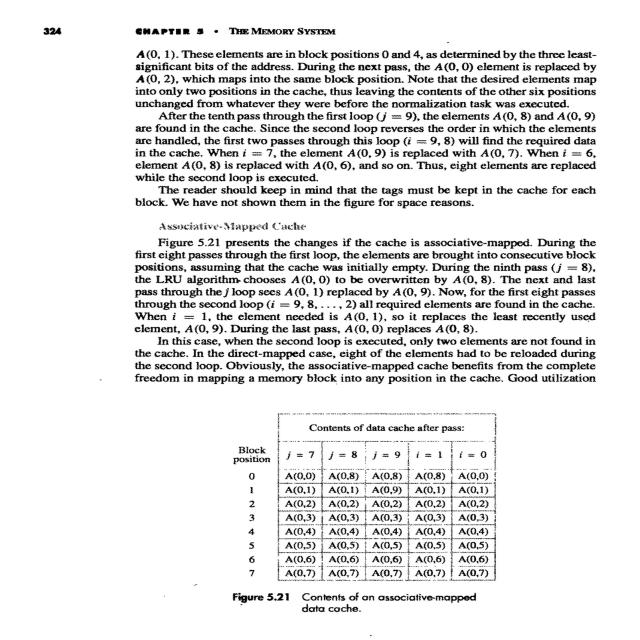 324
CHAPTER 5 • THE MEMORY SYSTEM
A(0, 1). These elements are in block positions 0 and 4, as determined by the three least-
significant bits of the address. During the next pass, the A(0, 0) element is replaced by
A(0, 2), which maps into the same block position. Note that the desired elements map
into only two positions in the cache, thus leaving the contents of the other six positions
unchanged from whatever they were before the normalization task was executed.
After the tenth pass through the first loop (j = 9), the elements A(0, 8) and A(0, 9)
are found in the cache. Since the second loop reverses the order in which the elements
are handled, the first two passes through this loop (i = 9, 8) will find the required data
in the cache. When i = 7, the element A(0, 9) is replaced with A(0, 7). When i = 6,
element A(0, 8) is replaced with A(0, 6), and so on. Thus, eight elements are replaced
while the second loop is executed.
The reader should keep in mind that the tags must be kept in the cache for each
block. We have not shown them in the figure for space reasons.
Associative-Mapped Cache
Figure 5.21 presents the changes if the cache is associative-mapped. During the
first eight passes through the first loop, the elements are brought into consecutive block
positions, assuming that the cache was initially empty. During the ninth pass (j = 8),
the LRU algorithm chooses A(0, 0) to be overwritten by A(0, 8). The next and last
pass through the j loop sees A(0, 1) replaced by A(0, 9). Now, for the first eight passes
through the second loop (i = 9, 8, . . . , 2) all required elements are found in the cache.
When i = 1, the element needed is A(0, 1), so it replaces the least recently used
element, A(0, 9). During the last pass, A(0, 0) replaces A(0, 8).
In this case, when the second loop is executed, only two elements are not found in
the cache. In the direct-mapped case, eight of the elements had to be reloaded during
the second loop. Obviously, the associative-mapped cache benefits from the complete
freedom in mapping a memory block into any position in the cache. Good utilization
Contents of data cache after pass:
Block
position
j = 7 j = 8 j = 9 i = 1 i = 0
0 A(0,0) A(0,8) A(0,8) A(0,8) A(0,0)
1 A(0,1) A(0,1) A(0,9) A(0,1) A(0,1)
2 A(0,2) A(0,2) A(0,2) A(0,2) A(0,2)
3 A(0,3) A(0,3) A(0,3) A(0,3) A(0,3)
4 A(0,4) A(0,4) A(0,4) A(0,4) A(0,4)
5 A(0,5) A(0,5) A(0,5) A(0,5) A(0,5)
6 A(0,6) A(0,6) A(0,6) A(0,6) A(0,6)
7 A(0,7) A(0,7) A(0,7) A(0,7) A(0,7)
Figure 5.21 Contents of an associative-mapped
data cache.